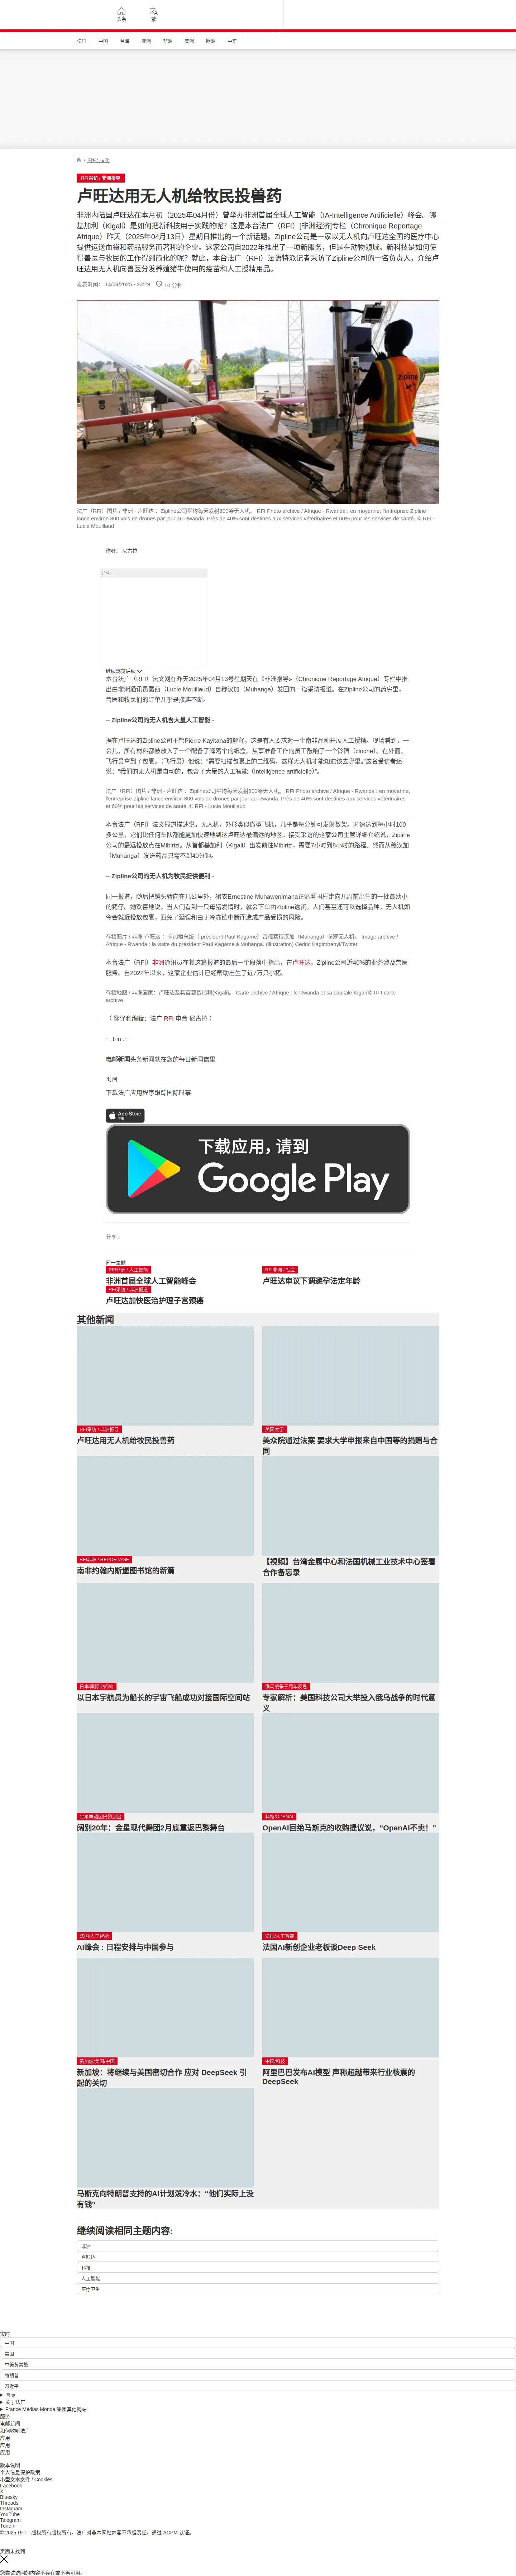 头条
繁
法国
中国
台海
亚洲
非洲
美洲
欧洲
中东
/ 科技与文化
RFI采访 / 非洲报导
卢旺达用无人机给牧民投兽药
非洲内陆国卢旺达在本月初（2025年04月份）曾举办非洲首届全球人工智能（IA-Intelligence Artificielle）峰会。哪
基加利（Kigali）是如何把新科技用于实践的呢？这是本台法广（RFI）[非洲经济]专栏（Chronique Reportage
Afrique）昨天（2025年04月13日）星期日推出的一个新话题。Zipline公司是一家以无人机向卢旺达全国的医疗中心
提供运送血袋和药品服务而著称的企业。这家公司自2022年推出了一项新服务，但是在动物领域。新科技是如何使
得兽医与牧民的工作得到简化的呢？就此，本台法广（RFI）法语特派记者采访了Zipline公司的一名负责人，介绍卢
旺达用无人机向兽医分发养殖猪牛使用的疫苗和人工授精用品。
发表时间： 14/04/2025 - 23:28
10 分钟
zipline
法广（RFI）图片 / 非洲 - 卢旺达： Zipline公司平均每天发射800架无人机。 RFI Photo archive / Afrique - Rwanda : en moyenne, l'entreprise Zipline
lance environ 800 vols de drones par jour au Rwanda. Près de 40% sont destinés aux services vétérinaires et 60% pour les services de santé. © RFI -
Lucie Mouillaud
作者： 尼古拉
广告
继续浏览后续
本台法广（RFI）法文网在昨天2025年04月13号星期天在《非洲报导»（Chronique Reportage Afrique）专栏中推
出由非洲通讯员露西（Lucie Mouillaud）自穆汉加（Muhanga）发回的一篇采访报道。在Zipline公司的药房里，
兽医和牧民们的订单几乎是接连不断。
-- Zipline公司的无人机含大量人工智能 -
据在卢旺达的Zipline公司主管Pierre Kayitana的解释，这是有人要求对一个南非品种开展人工授精。现场看到，一
会儿，所有材料都被放入了一个配备了降落伞的纸盒。从事准备工作的员工敲响了一个铃铛（cloche）。在外面，
飞行员拿到了包裹。（飞行员）他说：“需要扫描包裹上的二维码，这样无人机才能知道该去哪里。”这名受访者还
说：“我们的无人机是自动的，包含了大量的人工智能（Intelligence artificielle）”。
法广（RFI）图片 / 非洲 - 卢旺达： Zipline公司平均每天发射800架无人机。 RFI Photo archive / Afrique - Rwanda : en moyenne,
l'entreprise Zipline lance environ 800 vols de drones par jour au Rwanda. Près de 40% sont destinés aux services vétérinaires
et 60% pour les services de santé. © RFI - Lucie Mouillaud
本台法广（RFI）法文报道描述说，无人机，外形类似微型飞机，几乎是每分钟可发射数架。时速达到每小时100
多公里，它们比任何车队都能更加快速地到达卢旺达最偏远的地区。接受采访的这家公司主管详细介绍说，Zipline
公司的最远投放点在Mibirizi。从首都基加利（Kigali）出发前往Mibirizi，需要7小时到8小时的路程。然而从穆汉加
（Muhanga）发送药品只需不到40分钟。
-- Zipline公司的无人机为牧民提供便利 -
同一报道，随后把镜头转向在几公里外，猪农Ernestine Muhawenimana正沿着围栏走向几周前出生的一批最幼小
的猪仔。她欣喜地说，当人们看到一只母猪发情时，就会下单由Zipline送货。人们甚至还可以选择品种。无人机如
今会就近投放包裹，避免了延误和由于冷冻链中断而造成产品受损的风险。
存档图片 / 非洲-卢旺达 ：卡加梅总统（ président Paul Kagame）曾视察穆汉加（Muhanga）参观无人机。 Image archive /
Afrique - Rwanda : la visite du président Paul Kagame à Muhanga. (Illustration) Cedric Kaginbanyi/Twitter
本台法广（RFI）非洲通讯员在其这篇报道的最后一个段落中指出，在卢旺达，Zipline公司近40%的业务涉及兽医
服务。自2022年以来，这家企业估计已经帮助出生了近7万只小猪。
存档地图 / 非洲国家：卢旺达及其首都基加利(Kigali)。 Carte archive / Afrique : le Rwanda et sa capitale Kigali © RFI carte
archive
（ 翻译和编辑：法广 RFI 电台 尼古拉 ）
~. Fin .~
电邮新闻头条新闻就在您的每日新闻信里
订阅
下载法广应用程序跟踪国际时事
App Store
下载
下载应用，请到
Google Play
分享 :
同一主题
RFI非洲 / 人工智能
非洲首届全球人工智能峰会
RFI非洲 / 社会
卢旺达审议下调避孕法定年龄
RFI采访 / 非洲报道
卢旺达加快医治护理子宫颈癌
其他新闻
RFI采访 / 非洲报导
卢旺达用无人机给牧民投兽药
美国大学
美众院通过法案 要求大学申报来自中国等的捐赠与合
同
RFI非洲 / REPORTAGE
南非约翰内斯堡图书馆的新篇
【视频】台湾金属中心和法国机械工业技术中心签署
合作备忘录
日本/国际空间站
以日本宇航员为船长的宇宙飞船成功对接国际空间站
俄乌战争三周年反思
专家解析：美国科技公司大举投入俄乌战争的时代意
义
金星舞蹈团巴黎演出
阔别20年：金星现代舞团2月底重返巴黎舞台
科技/OPENAI
OpenAI回绝马斯克的收购提议说，“OpenAI不卖！”
法国/人工智能
AI峰会 : 日程安排与中国参与
法国/人工智能
法国AI新创企业老板谈Deep Seek
新加坡/美国/中国
新加坡：将继续与美国密切合作 应对 DeepSeek 引
起的关切
中国/科技
阿里巴巴发布AI模型 声称超越带来行业核震的
DeepSeek
马斯克向特朗普支持的AI计划泼冷水：“他们实际上没
有钱”
继续阅读相同主题内容:
非洲
卢旺达
科技
人工智能
医疗卫生
实时
中国
美国
中美贸易战
特朗普
习近平
国际
关于法广
France Médias Monde 集团其他网站
服务
电邮新闻
如何收听法广
应用
应用
应用
版本说明
个人信息保护政策
小型文本文件 / Cookies
Facebook
X
Bluesky
Threads
Instagram
YouTube
Telegram
TuneIn
© 2025 RFI – 版权所有版权所有。法广对非本网站内容不承担责任。通过 ACPM 认证。
页面未找到
您尝试访问的内容不存在或不再可用。